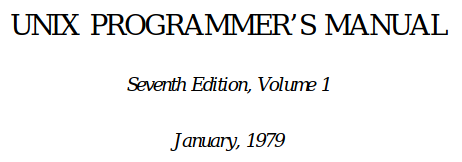 UNIX PROGRAMMER’S MANUAL
Seventh Edition, Volume 1
January, 1979